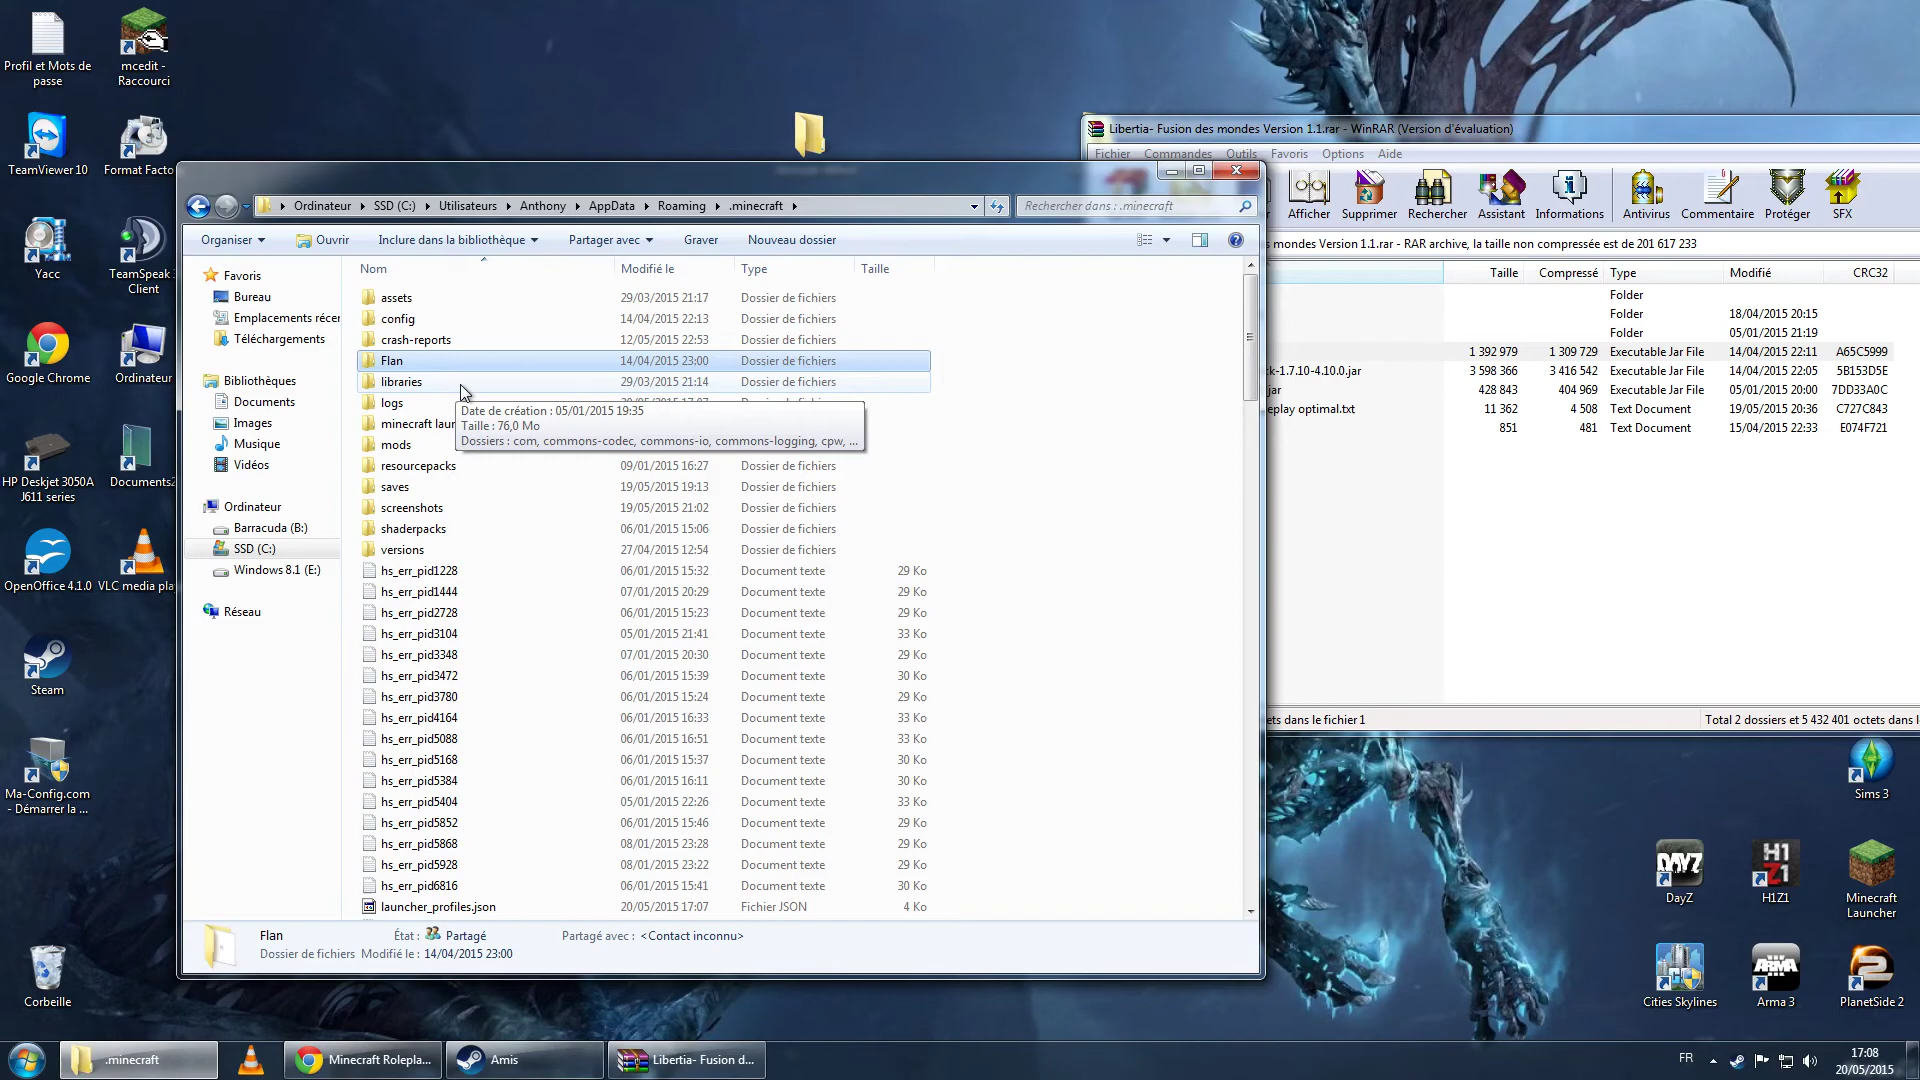 Profil et Mots de
passe
mcedit -
Raccourci
TeamViewer 10
Format Facto
Yacc
TeamSpeak 3
Client
Google Chrome
Ordinateur
HP Deskjet 3050A
J611 series
Documents2
OpenOffice 4.1.0
VLC media pla
Steam
Ma-Config.com
- Démarrer la ...
Corbeille
Libertia- Fusion des mondes Version 1.1.rar - WinRAR (Version d'évaluation)
Fichier Commandes Outils Favoris Options Aide
Afficher Supprimer Rechercher Assistant Informations Antivirus Commentaire Protéger SFX
s mondes Version 1.1.rar - RAR archive, la taille non compressée est de 201 617 233
Taille Compressé Type Modifié CRC32
Folder
Folder 18/04/2015 20:15
Folder 05/01/2015 21:19
1 392 979 1 309 729 Executable Jar File 14/04/2015 22:11 A65C5999
ck-1.7.10-4.10.0.jar 3 598 366 3 416 542 Executable Jar File 14/04/2015 22:05 5B153D5E
jar 428 843 404 969 Executable Jar File 05/01/2015 20:00 7DD33A0C
eplay optimal.txt 11 362 4 508 Text Document 19/05/2015 20:36 C727C843
851 481 Text Document 15/04/2015 22:33 E074F721
ets dans le fichier 1
Total 2 dossiers et 5 432 401 octets dans l
Ordinateur SSD (C:) Utilisateurs Anthony AppData Roaming .minecraft
Rechercher dans : .minecraft
Organiser Ouvrir Inclure dans la bibliothèque Partager avec Graver Nouveau dossier
Favoris
Bureau
Emplacements récen
Téléchargements
Bibliothèques
Documents
Images
Musique
Vidéos
Ordinateur
Barracuda (B:)
SSD (C:)
Windows 8.1 (E:)
Réseau
Nom Modifié le Type Taille
assets 29/03/2015 21:17 Dossier de fichiers
config 14/04/2015 22:13 Dossier de fichiers
crash-reports 12/05/2015 22:53 Dossier de fichiers
Flan 14/04/2015 23:00 Dossier de fichiers
libraries 29/03/2015 21:14 Dossier de fichiers
logs
minecraft laun
mods
Date de création : 05/01/2015 19:35
Taille : 76,0 Mo
Dossiers : com, commons-codec, commons-io, commons-logging, cpw, ...
resourcepacks 09/01/2015 16:27 Dossier de fichiers
saves 19/05/2015 19:13 Dossier de fichiers
screenshots 19/05/2015 21:02 Dossier de fichiers
shaderpacks 06/01/2015 15:06 Dossier de fichiers
versions 27/04/2015 12:54 Dossier de fichiers
hs_err_pid1228 06/01/2015 15:32 Document texte 29 Ko
hs_err_pid1444 07/01/2015 20:29 Document texte 29 Ko
hs_err_pid2728 06/01/2015 15:23 Document texte 29 Ko
hs_err_pid3104 05/01/2015 21:41 Document texte 33 Ko
hs_err_pid3348 07/01/2015 20:30 Document texte 29 Ko
hs_err_pid3472 06/01/2015 15:39 Document texte 30 Ko
hs_err_pid3780 06/01/2015 15:24 Document texte 29 Ko
hs_err_pid4164 06/01/2015 16:33 Document texte 33 Ko
hs_err_pid5088 06/01/2015 16:51 Document texte 33 Ko
hs_err_pid5168 06/01/2015 15:37 Document texte 30 Ko
hs_err_pid5384 06/01/2015 16:11 Document texte 30 Ko
hs_err_pid5404 05/01/2015 22:26 Document texte 33 Ko
hs_err_pid5852 06/01/2015 15:46 Document texte 29 Ko
hs_err_pid5868 08/01/2015 23:28 Document texte 29 Ko
hs_err_pid5928 08/01/2015 23:22 Document texte 29 Ko
hs_err_pid6816 06/01/2015 15:41 Document texte 30 Ko
launcher_profiles.json 20/05/2015 17:07 Fichier JSON 4 Ko
Flan État : Partagé Partagé avec : <Contact inconnu>
Dossier de fichiers Modifié le : 14/04/2015 23:00
Sims 3
DAYZ
DayZ
H1Z1
H1Z1
Minecraft
Launcher
Cities Skylines
ARMA
Arma 3
2
PlanetSide 2
.minecraft
Minecraft Rolepla...
Amis
Libertia- Fusion d...
FR
17:08
20/05/2015